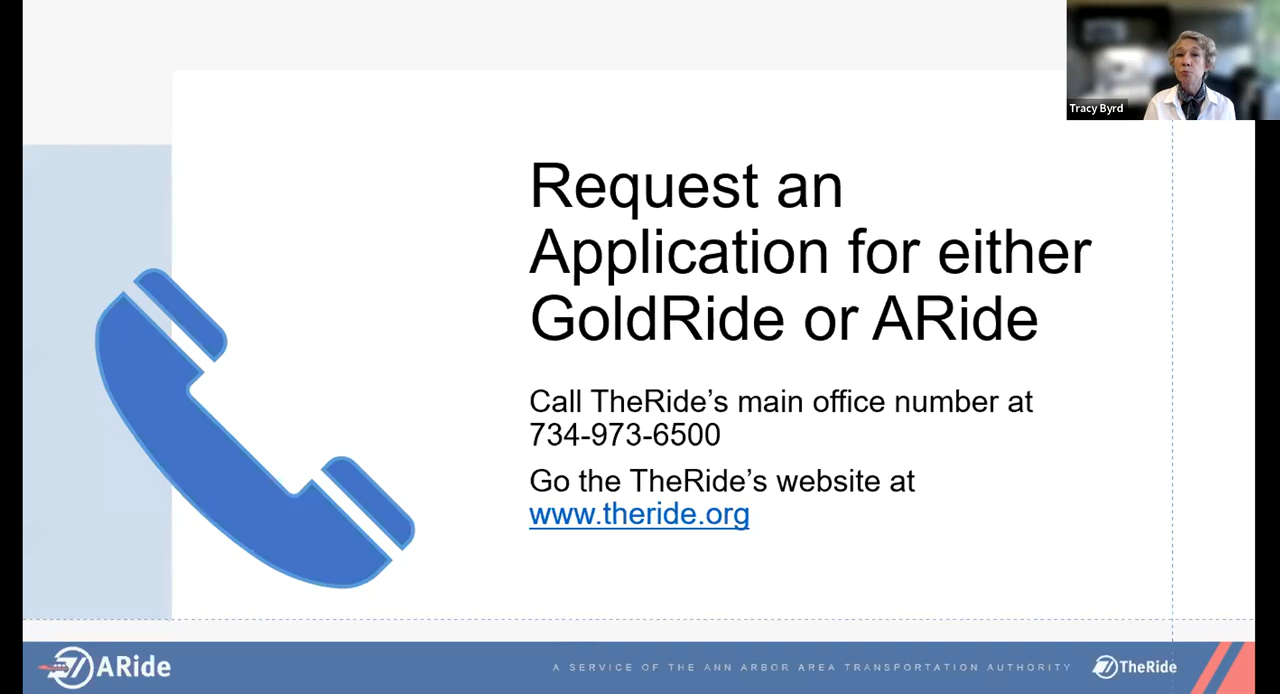 Tracy Byrd
Request an
Application for either
GoldRide or ARide
Call TheRide’s main office number at
734-973-6500
Go the TheRide’s website at
www.theride.org
ARide
A SERVICE OF THE ANN ARBOR AREA TRANSPORTATION AUTHORITY
TheRide